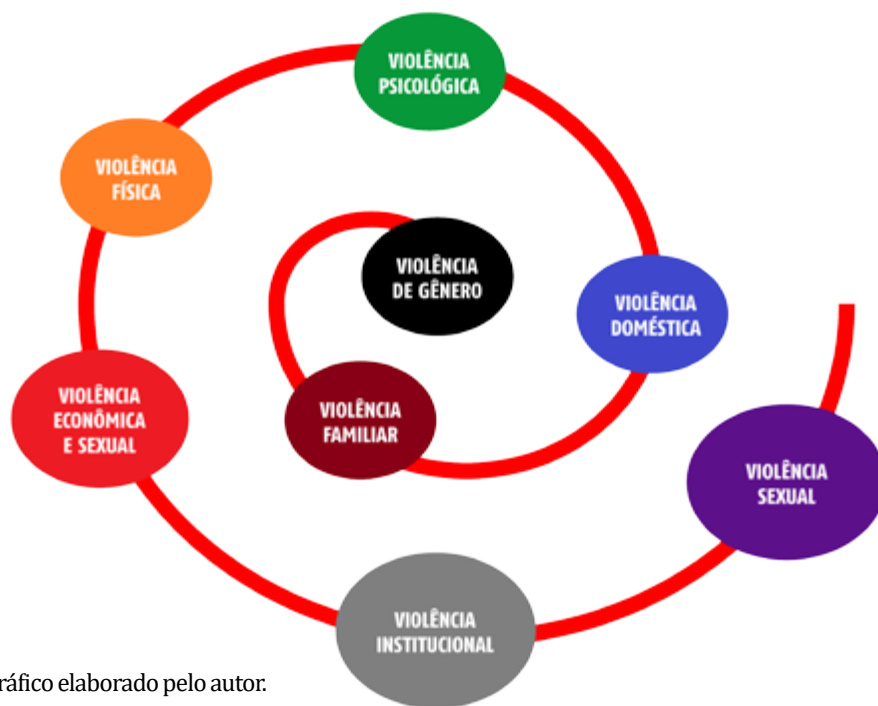 VIOLÊNCIA
PSICOLÓGICA
VIOLÊNCIA
FÍSICA
VIOLÊNCIA
DE GÊNERO
VIOLÊNCIA
DOMÉSTICA
VIOLÊNCIA
ECONÔMICA
E SEXUAL
VIOLÊNCIA
FAMILIAR
VIOLÊNCIA
SEXUAL
VIOLÊNCIA
INSTITUCIONAL
ráfico elaborado pelo autor.